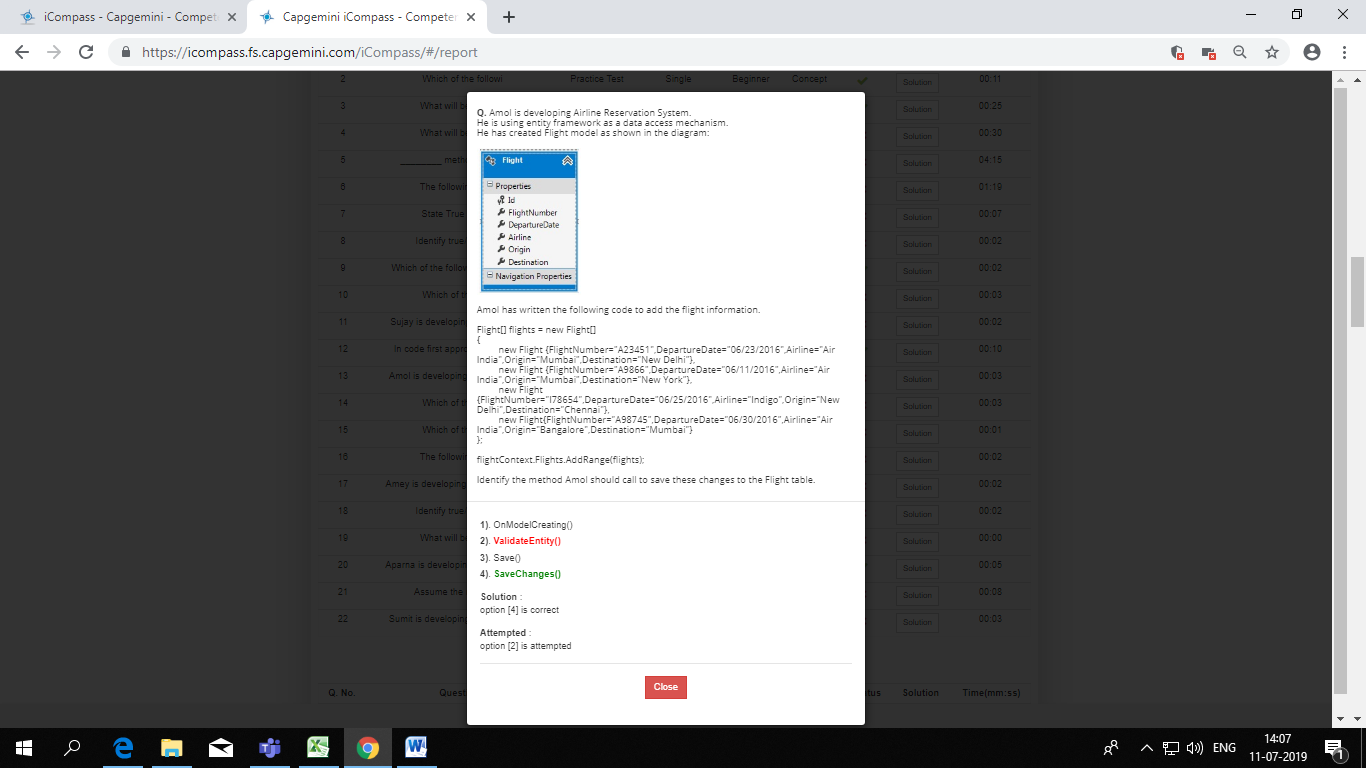 iCompass - Capgemini - Compet
Capgemini iCompass - Competen
https://icompass.fs.capgemini.com/iCompass/#/report
2 Which of the followi Practice Test Single Beginner Concept Solution 00:11
3 What will b Solution 00:25
4 What will b Solution 00:30
5 ________ meth Solution 04:15
6 The followi Solution 01:19
7 State True Solution 00:07
8 Identify true Solution 00:02
9 Which of the follow Solution 00:02
10 Which of th Solution 00:03
11 Sujay is developin Solution 00:02
12 In code first appr Solution 00:10
13 Amol is developing Solution 00:03
14 Which of th Solution 00:03
15 Which of th Solution 00:01
16 The followi Solution 00:02
17 Amey is developing Solution 00:02
18 Identify true Solution 00:02
19 What will b Solution 00:00
20 Aparna is developin Solution 00:05
21 Assume the Solution 00:08
22 Sumit is developing Solution 00:03
Q. No. Quest tus Solution Time(mm:ss)
Q. Amol is developing Airline Reservation System.
He is using entity framework as a data access mechanism.
He has created Flight model as shown in the diagram:
Flight
Properties
Id
FlightNumber
DepartureDate
Airline
Origin
Destination
Navigation Properties
Amol has written the following code to add the flight information.
Flight[] flights = new Flight[]
{
new Flight {FlightNumber="A23451",DepartureDate="06/23/2016",Airline="Air
India",Origin="Mumbai",Destination="New Delhi"},
new Flight {FlightNumber="A9866",DepartureDate="06/11/2016",Airline="Air
India",Origin="Mumbai",Destination="New York"},
new Flight
{FlightNumber="I78654",DepartureDate="06/25/2016",Airline="Indigo",Origin="New
Delhi",Destination="Chennai"},
new Flight{FlightNumber="A98745",DepartureDate="06/30/2016",Airline="Air
India",Origin="Bangalore",Destination="Mumbai"}
};
flightContext.Flights.AddRange(flights);
Identify the method Amol should call to save these changes to the Flight table.
1). OnModelCreating()
2). ValidateEntity()
3). Save()
4). SaveChanges()
Solution :
option [4] is correct
Attempted :
option [2] is attempted
Close
ENG
14:07
11-07-2019
1